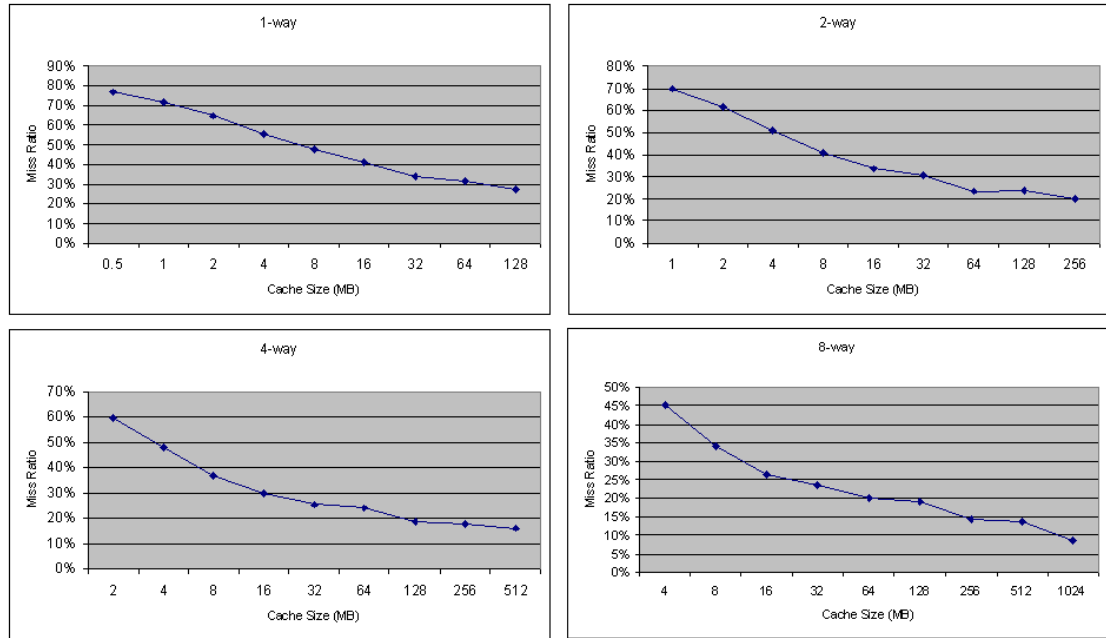 1-way
90%
80%
70%
60%
50%
40%
30%
20%
10%
0%
Miss Ratio
0.5 1 2 4 8 16 32 64 128
Cache Size (MB)
2-way
80%
70%
60%
50%
40%
30%
20%
10%
0%
Miss Ratio
1 2 4 8 16 32 64 128 256
Cache Size (MB)
4-way
70%
60%
50%
40%
30%
20%
10%
0%
Miss Ratio
2 4 8 16 32 64 128 256 512
Cache Size (MB)
8-way
50%
45%
40%
35%
30%
25%
20%
15%
10%
5%
0%
Miss Ratio
4 8 16 32 64 128 256 512 1024
Cache Size (MB)